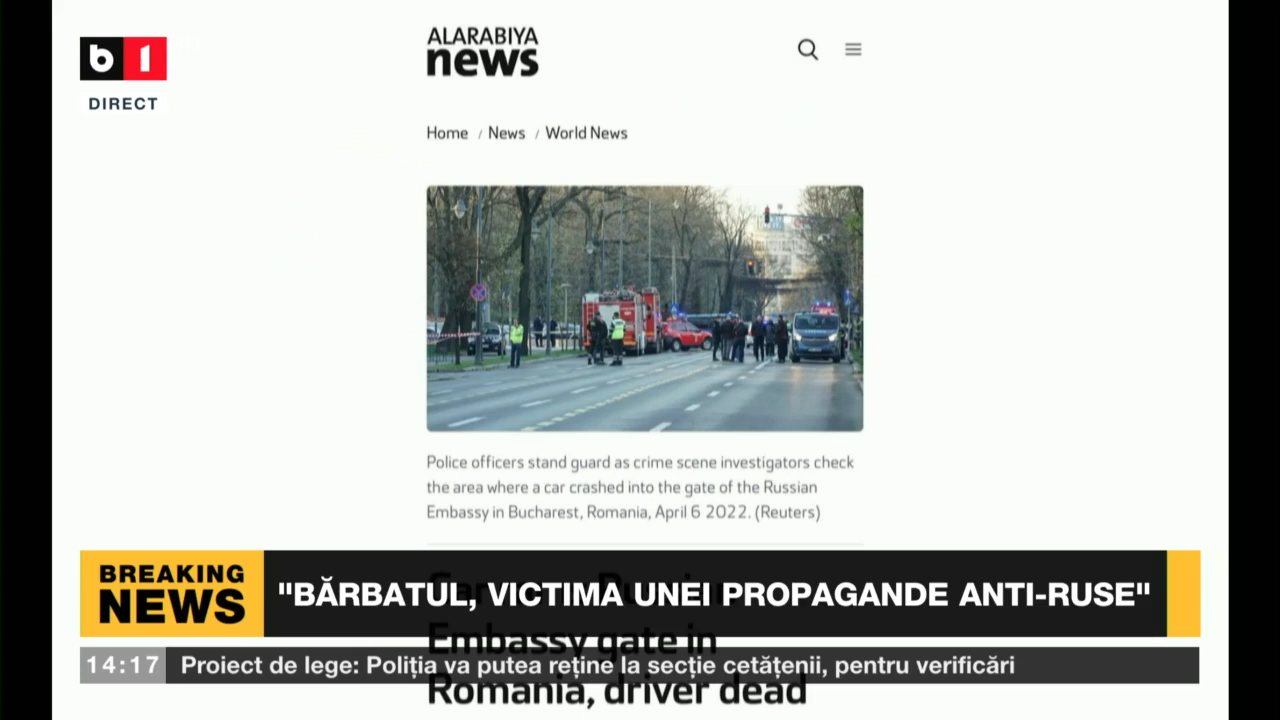 b 1
DIRECT
ALARABIYA
news
Home / News / World News
Police officers stand guard as crime scene investigators check
the area where a car crashed into the gate of the Russian
Embassy in Bucharest, Romania, April 6 2022. (Reuters)
BREAKING
NEWS
"BĂRBATUL, VICTIMA UNEI PROPAGANDE ANTI-RUSE"
Embassy gate in
14:17 Proiect de lege: Poliția va putea reține la secție cetățenii, pentru verificări
Romania, driver dead